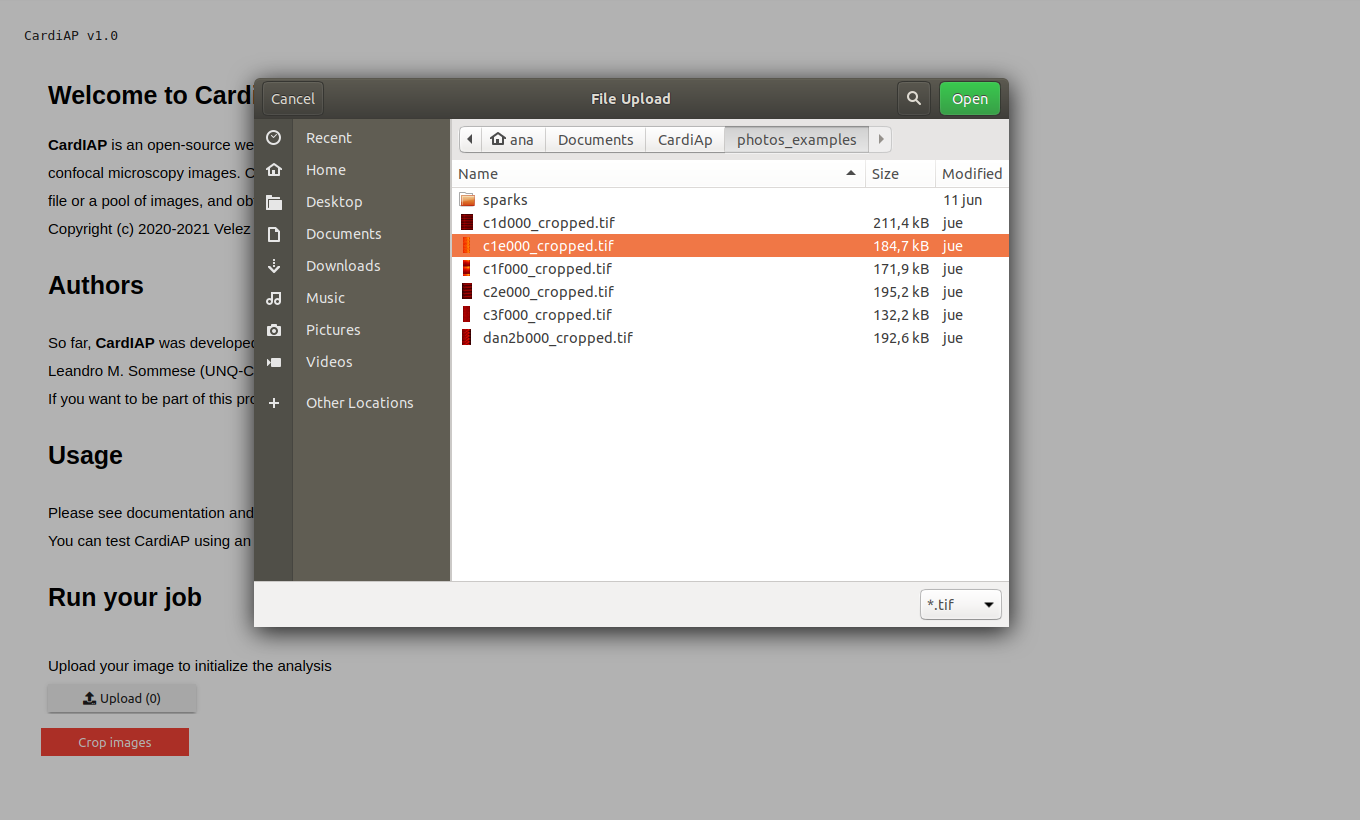 CardiAP v1.0
Welcome to Cardi
CardIAP is an open-source we
confocal microscopy images. C
file or a pool of images, and ob
Copyright (c) 2020-2021 Velez
Authors
So far, CardIAP was developed
Leandro M. Sommese (UNQ-C
If you want to be part of this pro
Usage
Please see documentation and
You can test CardiAP using an
Run your job
Upload your image to initialize the analysis
Upload (0)
Crop images
Cancel
File Upload
Open
Recent
Home
Desktop
Documents
Downloads
Music
Pictures
Videos
Other Locations
ana Documents CardiAp photos_examples
Name Size Modified
sparks 11 jun
c1d000_cropped.tif 211,4 kB jue
c1e000_cropped.tif 184,7 kB jue
c1f000_cropped.tif 171,9 kB jue
c2e000_cropped.tif 195,2 kB jue
c3f000_cropped.tif 132,2 kB jue
dan2b000_cropped.tif 192,6 kB jue
*.tif